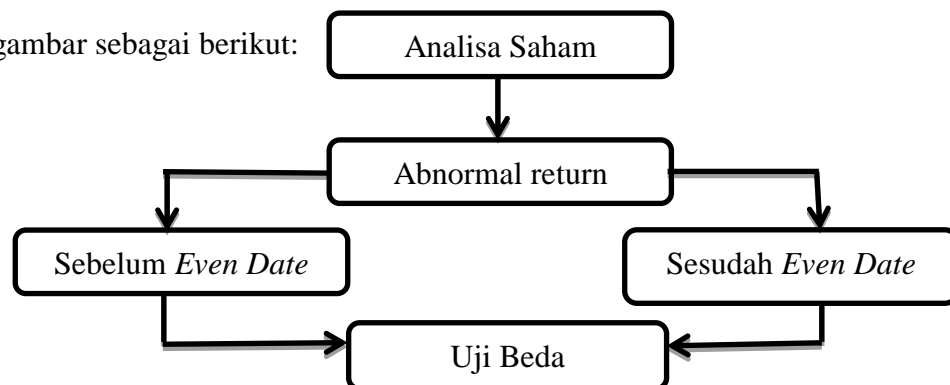 gambar sebagai berikut:
Analisa Saham
Abnormal return
Sebelum Even Date
Sesudah Even Date
Uji Beda